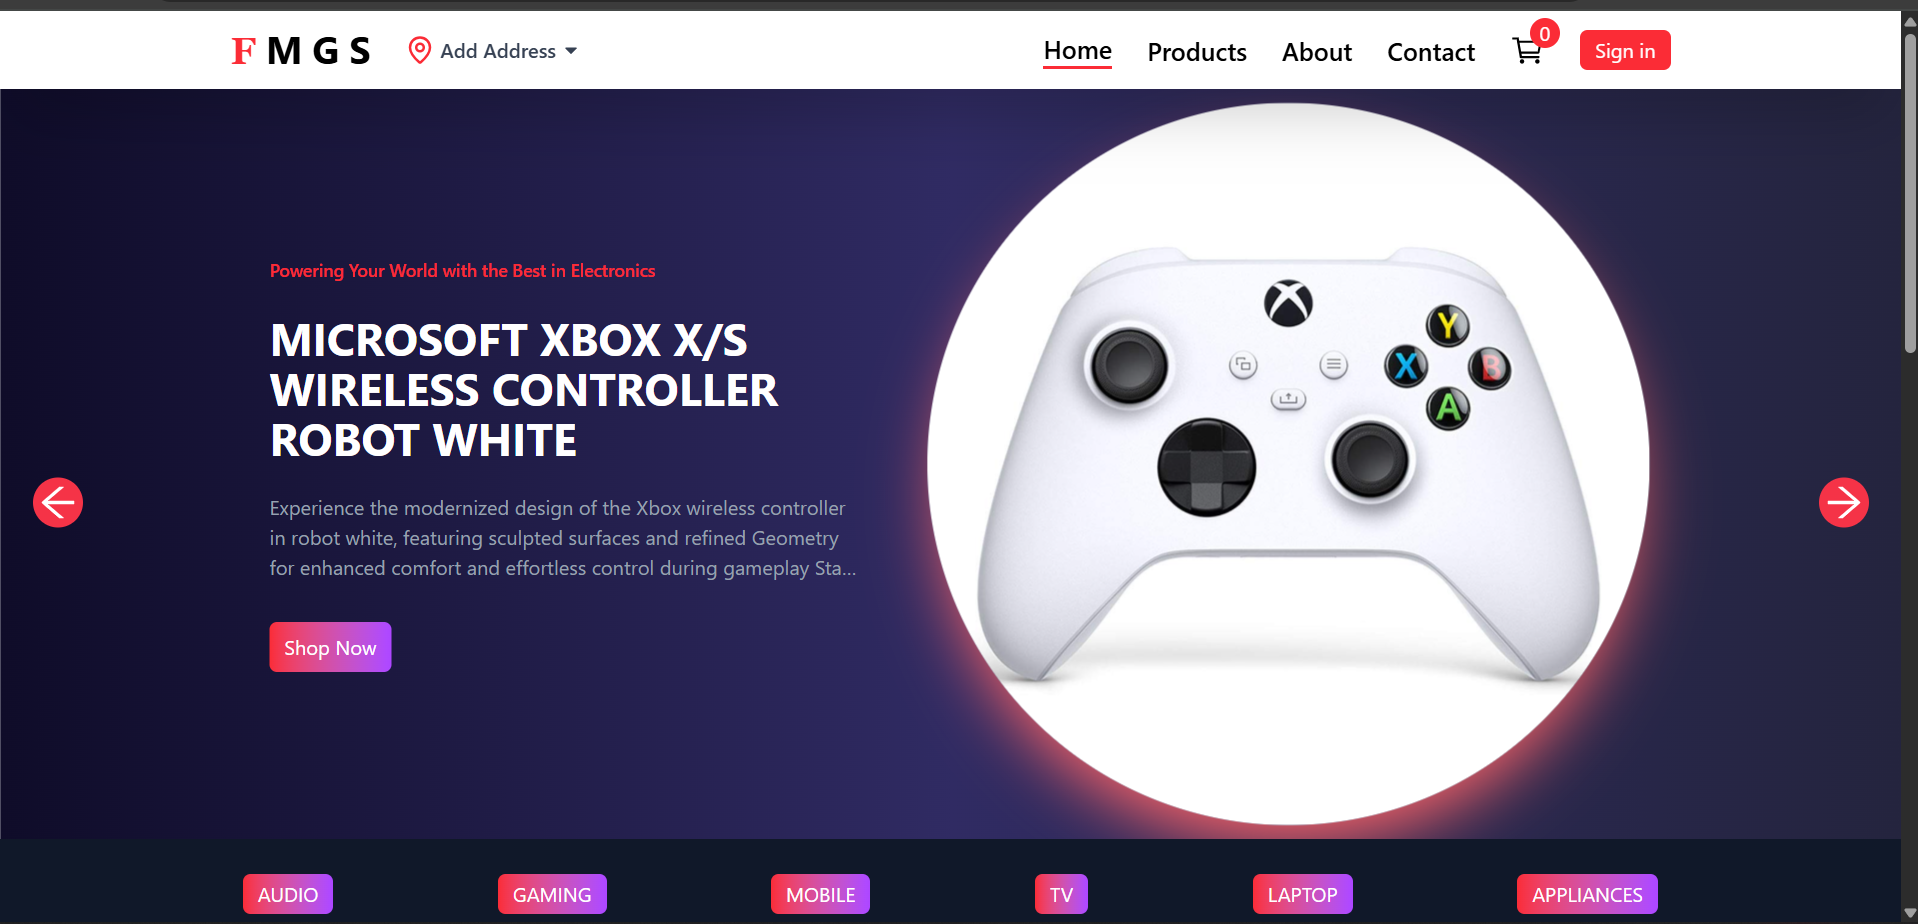 F M G S
Add Address
Home
Products
About
Contact
0
Sign in
Powering Your World with the Best in Electronics
MICROSOFT XBOX X/S
WIRELESS CONTROLLER
ROBOT WHITE
Experience the modernized design of the Xbox wireless controller
in robot white, featuring sculpted surfaces and refined Geometry
for enhanced comfort and effortless control during gameplay Sta...
Shop Now
Y
X
B
A
AUDIO
GAMING
MOBILE
TV
LAPTOP
APPLIANCES